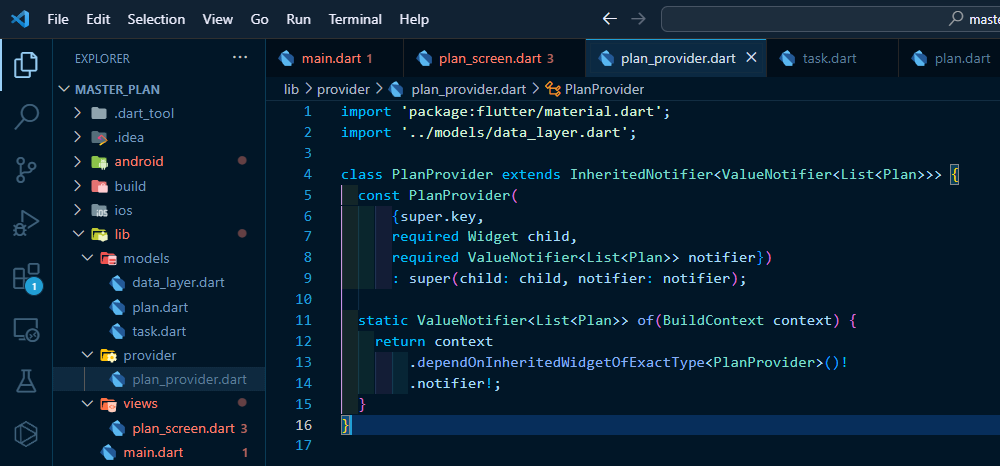 File Edit Selection View Go Run Terminal Help
maste
EXPLORER ...
main.dart 1
plan_screen.dart 3
plan_provider.dart
task.dart
plan.dart
MASTER_PLAN
.dart_tool
.idea
android
build
ios
lib
models
data_layer.dart
plan.dart
task.dart
provider
plan_provider.dart
views
plan_screen.dart 3
main.dart 1
1
lib > provider > plan_provider.dart > PlanProvider
1 import 'package:flutter/material.dart';
2 import '../models/data_layer.dart';
3
4 class PlanProvider extends InheritedNotifier<ValueNotifier<List<Plan>>> {
5 const PlanProvider(
6 {super.key,
7 required Widget child,
8 required ValueNotifier<List<Plan>> notifier})
9 : super(child: child, notifier: notifier);
10
11 static ValueNotifier<List<Plan>> of(BuildContext context) {
12 return context
13 .dependOnInheritedWidgetOfExactType<PlanProvider>()!
14 .notifier!;
15 }
16 }
17